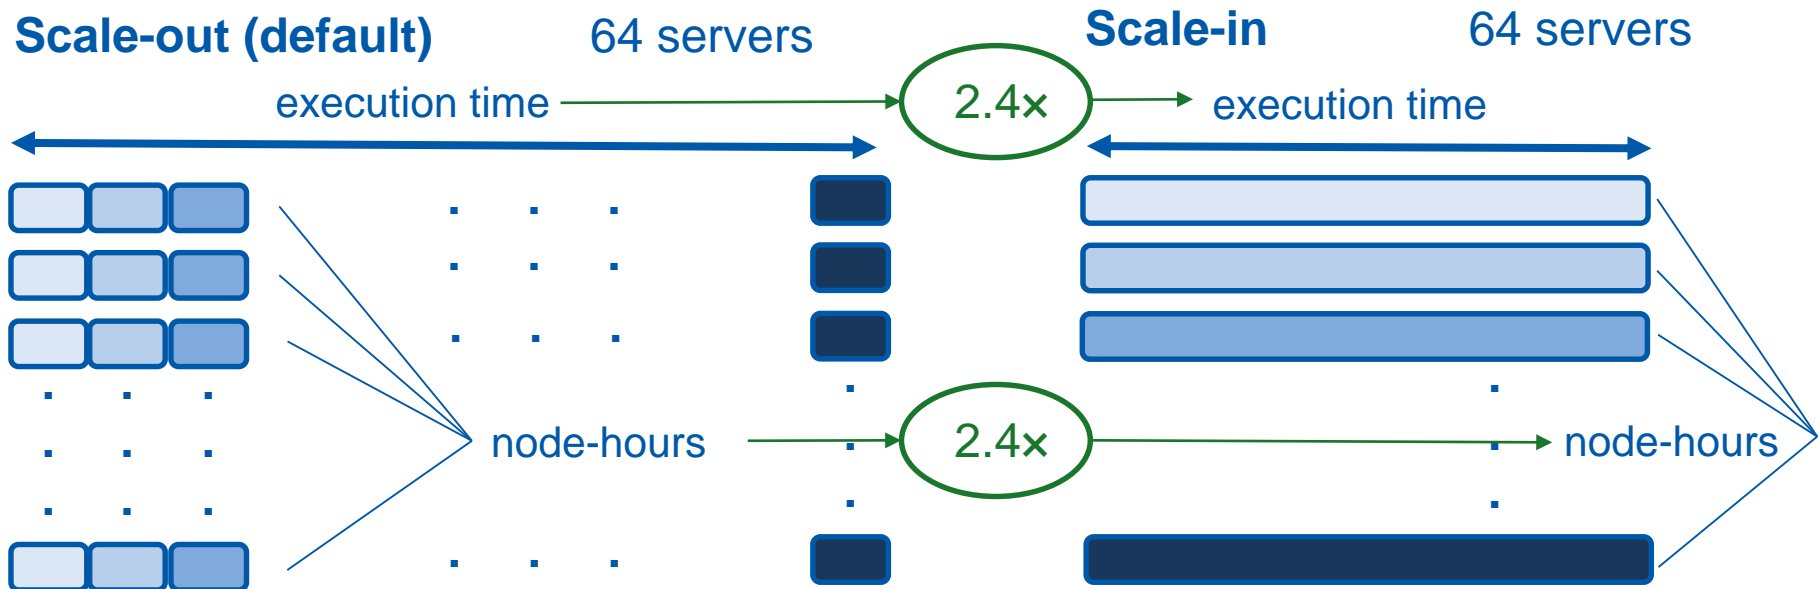 Scale-out (default) 64 servers
execution time
2.4×
node-hours
2.4×
Scale-in 64 servers
execution time
node-hours